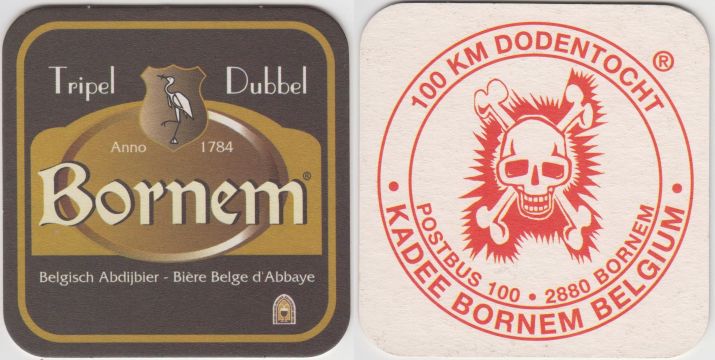 Tripel Dubbel
Anno 1784
Bornem®
Belgisch Abdijbier - Bière Belge d'Abbaye
100 KM DODENTOCHT ®
POSTBUS 100 • 2880 BORNEM
• KADEE BORNEM BELGIUM •